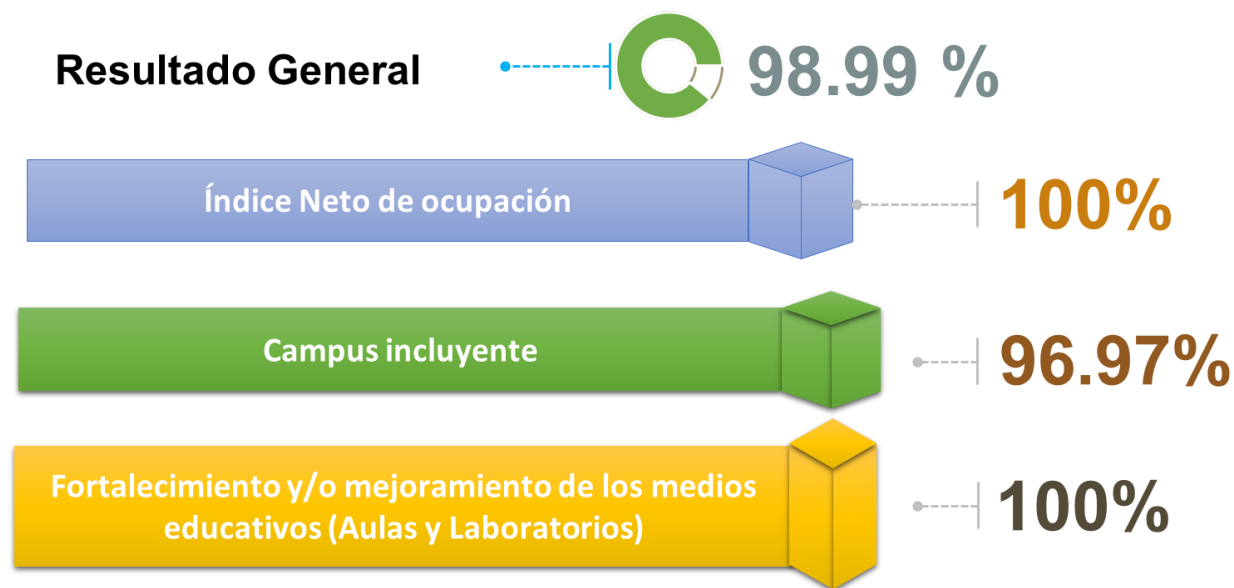 Resultado General
98.99 %
Índice Neto de ocupación
100%
Campus incluyente
96.97%
Fortalecimiento y/o mejoramiento de los medios
educativos (Aulas y Laboratorios)
100%